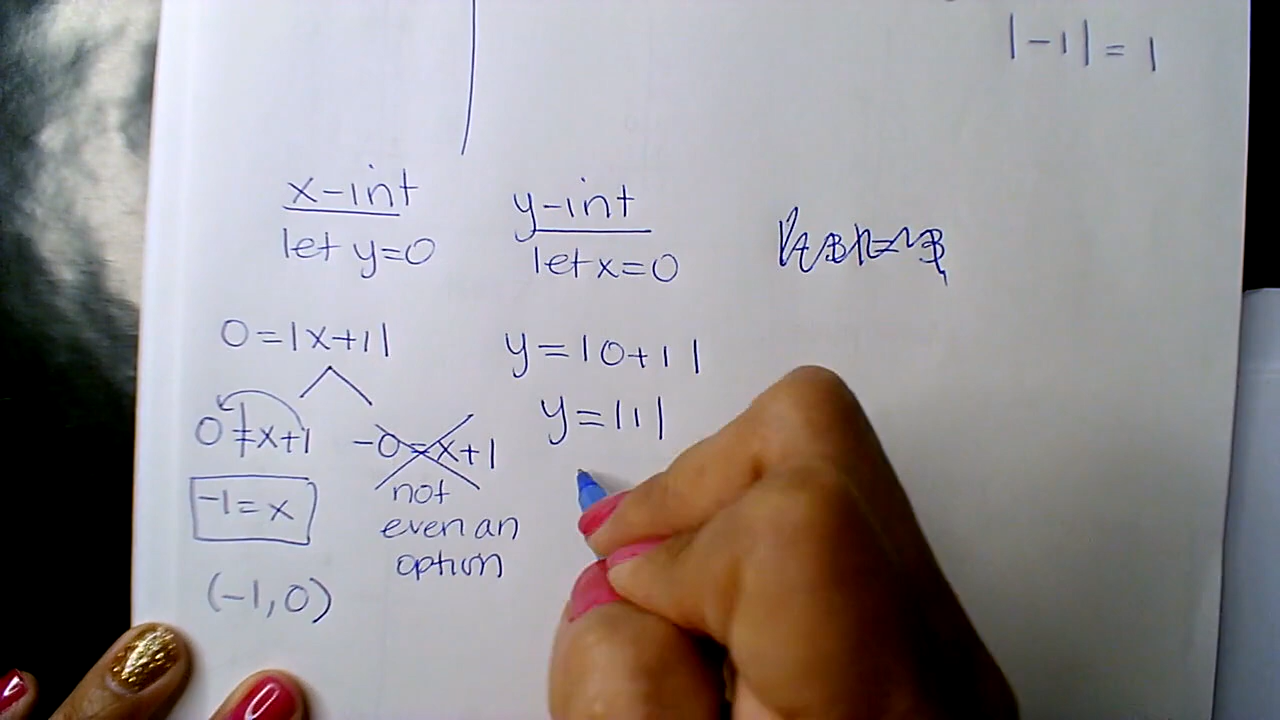 |-1| = 1
x-int
let y=0
0=|x+1|
0=x+1
-0=x+1
-1=x
not
even an
option
(-1,0)
y-int
let x=0
y=|0+1|
y=|1|